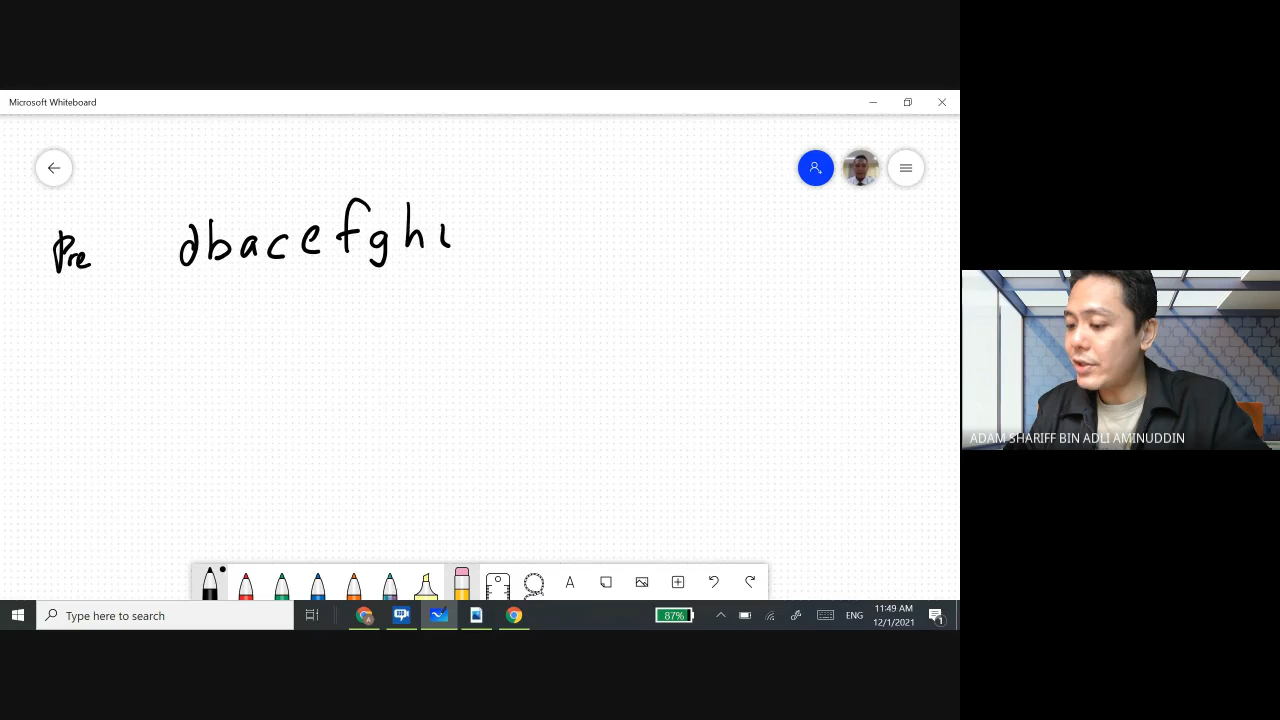 Microsoft Whiteboard
Pre dbacefghi
ADAM SHARIFF BIN ADLI AMINUDDIN
A
Type here to search
A
87%
ENG
11:49 AM
12/1/2021
1